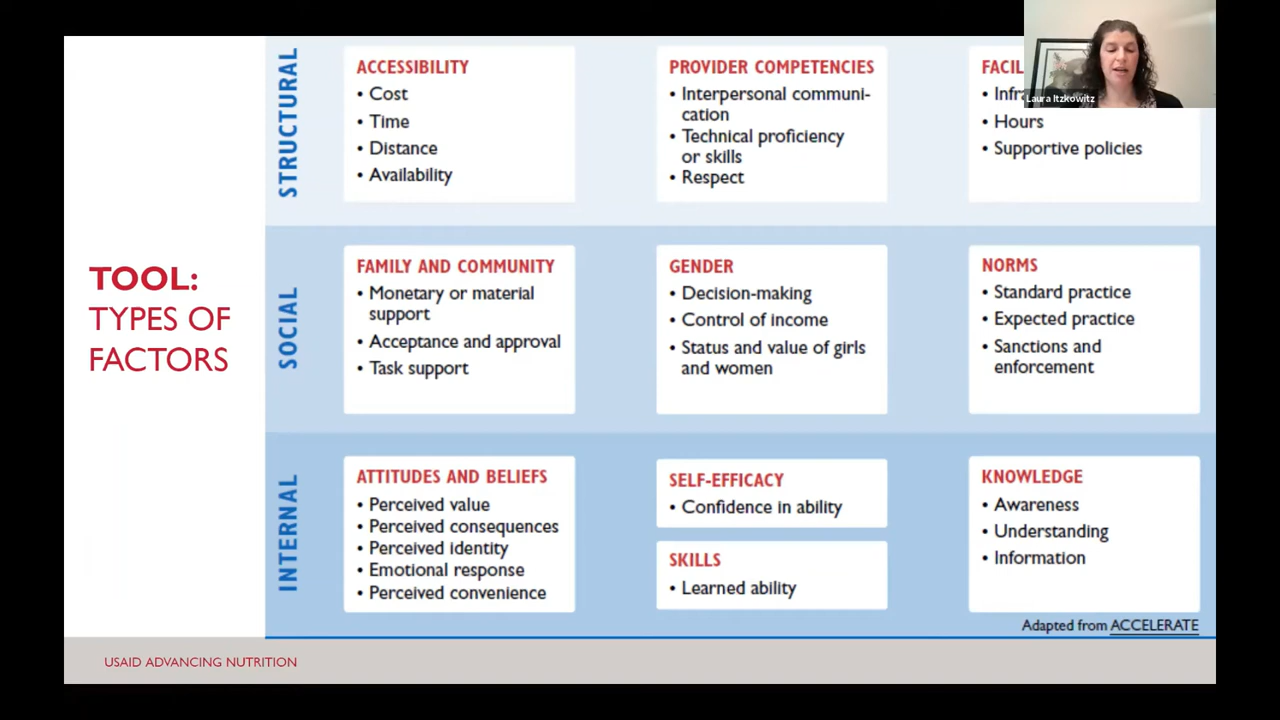 TOOL:
TYPES OF
FACTORS
STRUCTURAL
ACCESSIBILITY
• Cost
• Time
• Distance
• Availability
PROVIDER COMPETENCIES
• Interpersonal communi-
cation
• Technical proficiency
or skills
• Respect
• Hours
• Supportive policies
Laura Itzkowitz
SOCIAL
FAMILY AND COMMUNITY
• Monetary or material
support
• Acceptance and approval
• Task support
GENDER
• Decision-making
• Control of income
• Status and value of girls
and women
NORMS
• Standard practice
• Expected practice
• Sanctions and
enforcement
INTERNAL
ATTITUDES AND BELIEFS
• Perceived value
• Perceived consequences
• Perceived identity
• Emotional response
• Perceived convenience
SELF-EFFICACY
• Confidence in ability
SKILLS
• Learned ability
KNOWLEDGE
• Awareness
• Understanding
• Information
Adapted from ACCELERATE
USAID ADVANCING NUTRITION